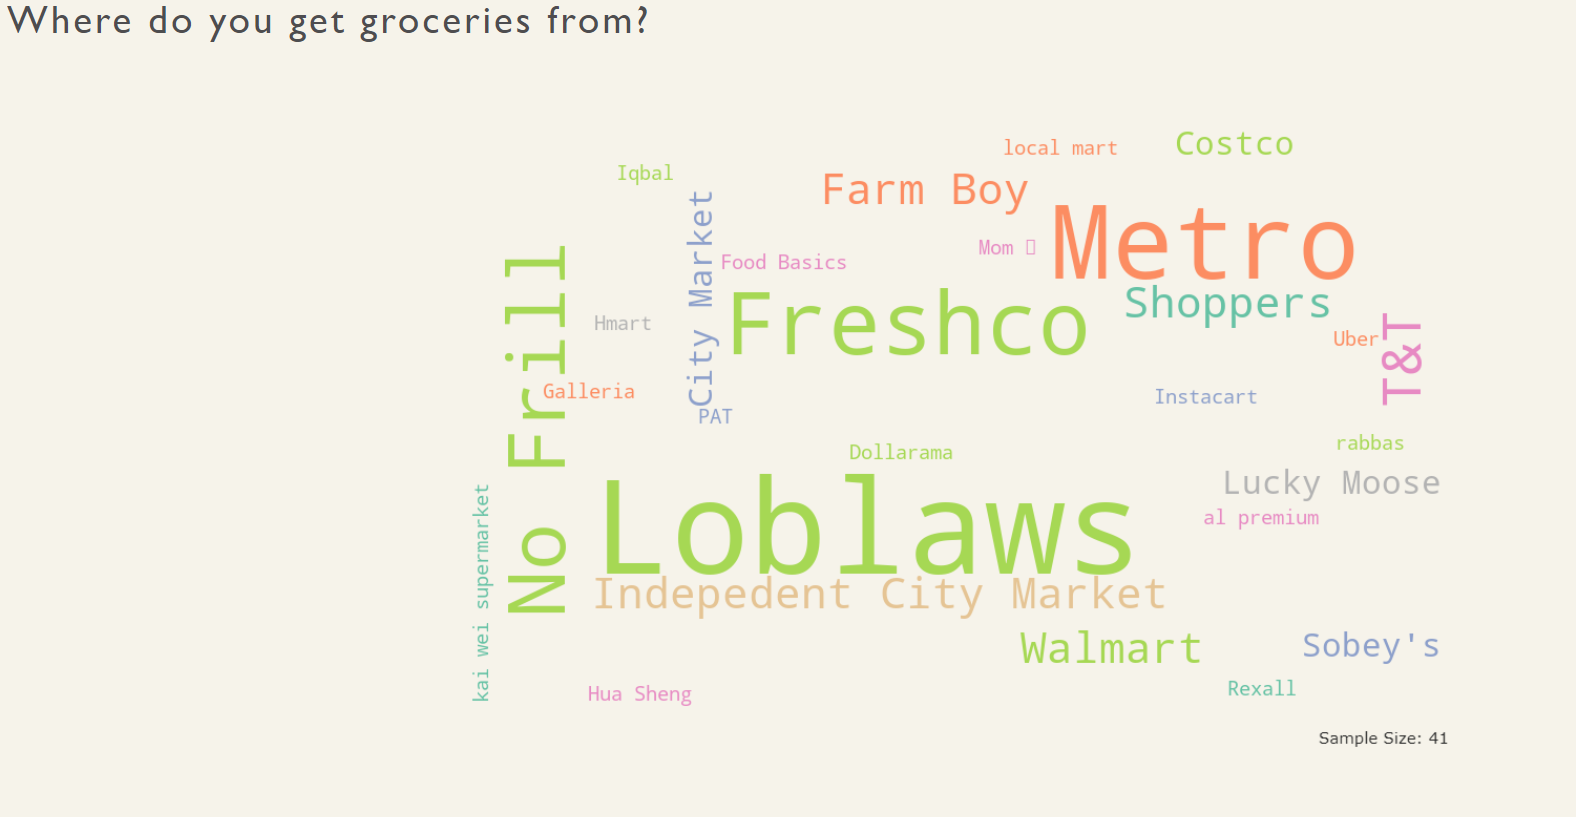 Where do you get groceries from?
local mart
Costco
Iqbal
Farm Boy
City Market
Metro
Mom
Food Basics
No Frill
Freshco
Shoppers
Hmart
T&T
Uber
Galleria
Instacart
PAT
Dollarama
rabbas
Loblaws
Lucky Moose
kai wei supermarket
al premium
Indepedent City Market
Walmart
Sobey's
Hua Sheng
Rexall
Sample Size: 41